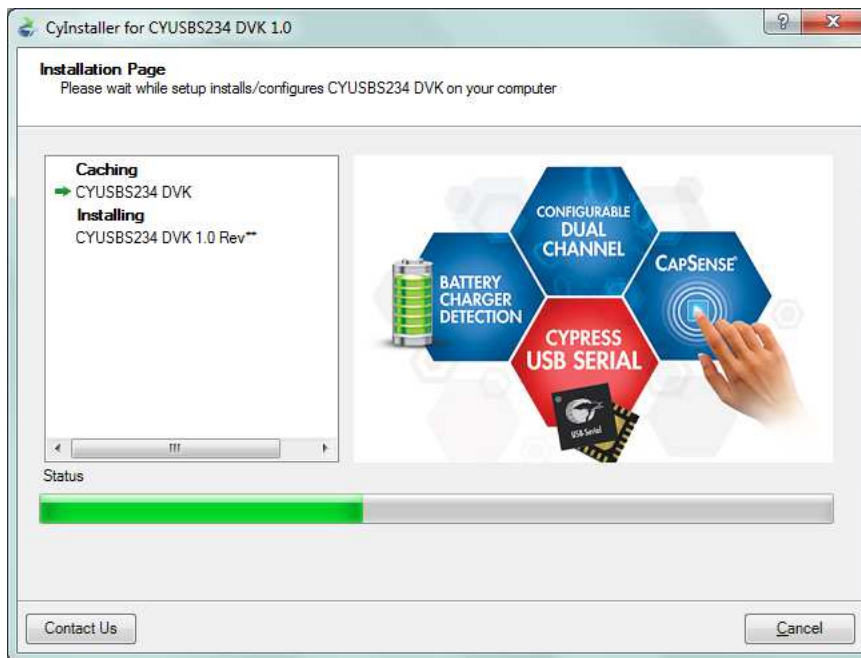 CyInstaller for CYUSBS234 DVK 1.0
Installation Page
Please wait while setup installs/configures CYUSBS234 DVK on your computer
Caching
CYUSBS234 DVK
Installing
CYUSBS234 DVK 1.0 Rev**
CONFIGURABLE
DUAL
CHANNEL
BATTERY
CHARGER
DETECTION
CAPSENSE®
CYPRESS
USB SERIAL
USB-Serial
Status
Contact Us
Cancel